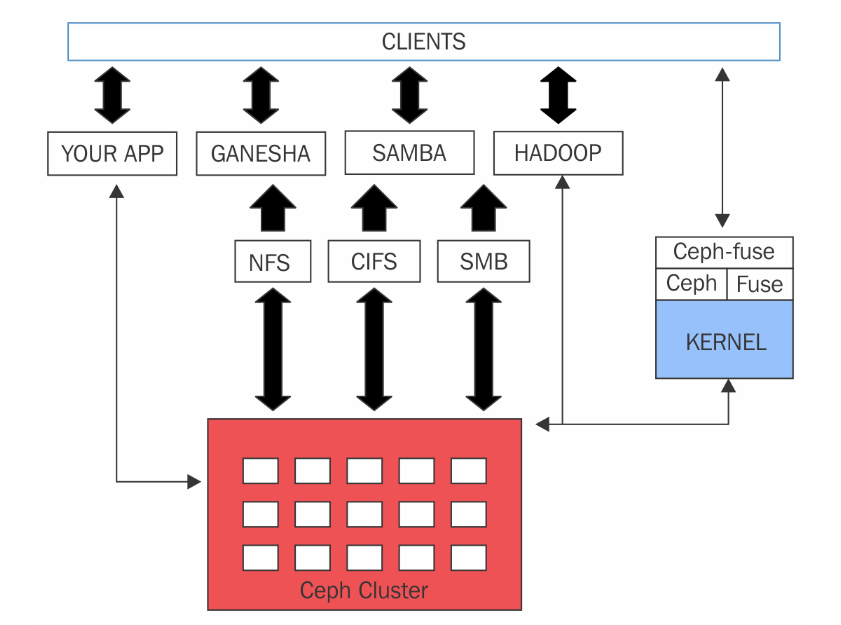 CLIENTS
YOUR APP
GANESHA
SAMBA
HADOOP
NFS
CIFS
SMB
Ceph-fuse
Ceph
Fuse
KERNEL
Ceph Cluster